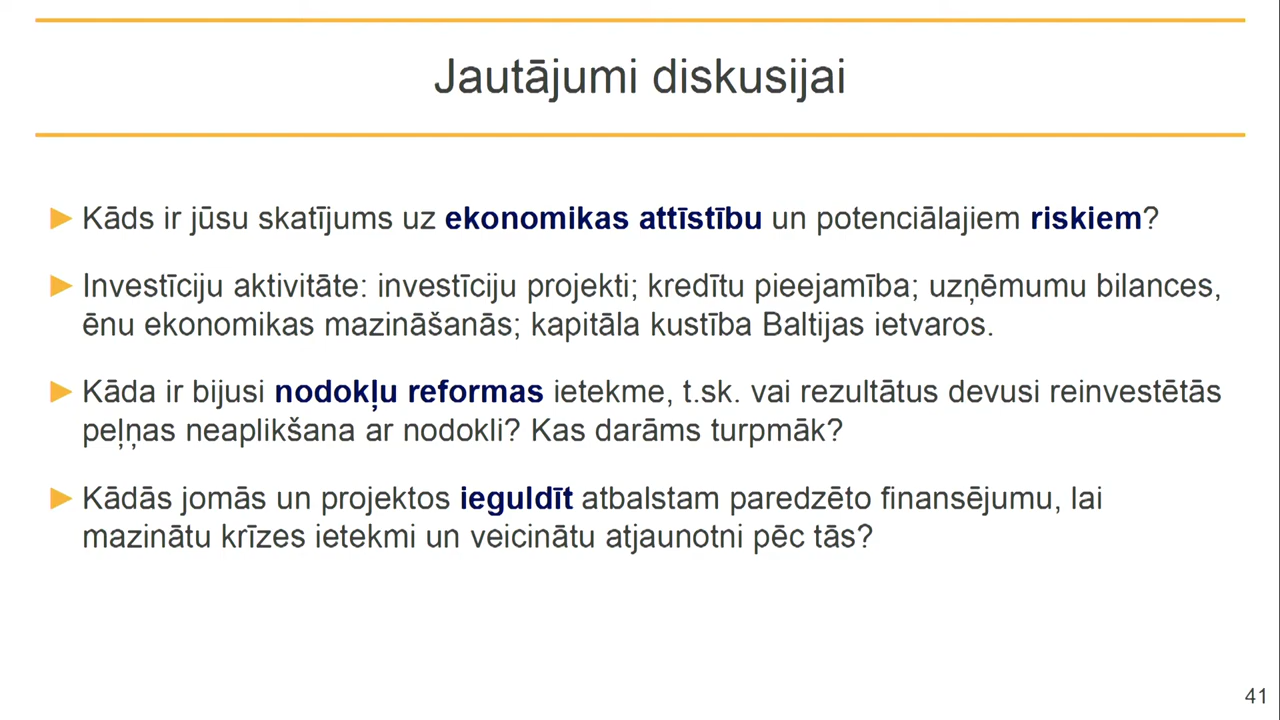 Jautājumi diskusijai
►Kāds ir jūsu skatījums uz ekonomikas attīstību un potenciālajiem riskiem?
►Investīciju aktivitāte: investīciju projekti; kredītu pieejamība; uzņēmumu bilances,
ēnu ekonomikas mazināšanās; kapitāla kustība Baltijas ietvaros.
►Kāda ir bijusi nodokļu reformas ietekme, t.sk. vai rezultātus devusi reinvestētās
peļņas neaplikšana ar nodokli? Kas darāms turpmāk?
►Kādās jomās un projektos ieguldīt atbalstam paredzēto finansējumu, lai
mazinātu krīzes ietekmi un veicinātu atjaunotni pēc tās?
41